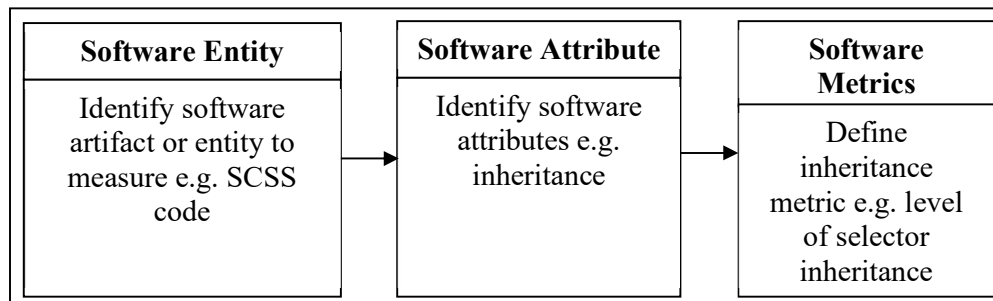 Software Entity
Identify software
artifact or entity to
measure e.g. SCSS
code
Software Attribute
Identify software
attributes e.g.
inheritance
Software
Metrics
Define
inheritance
metric e.g. level
of selector
inheritance